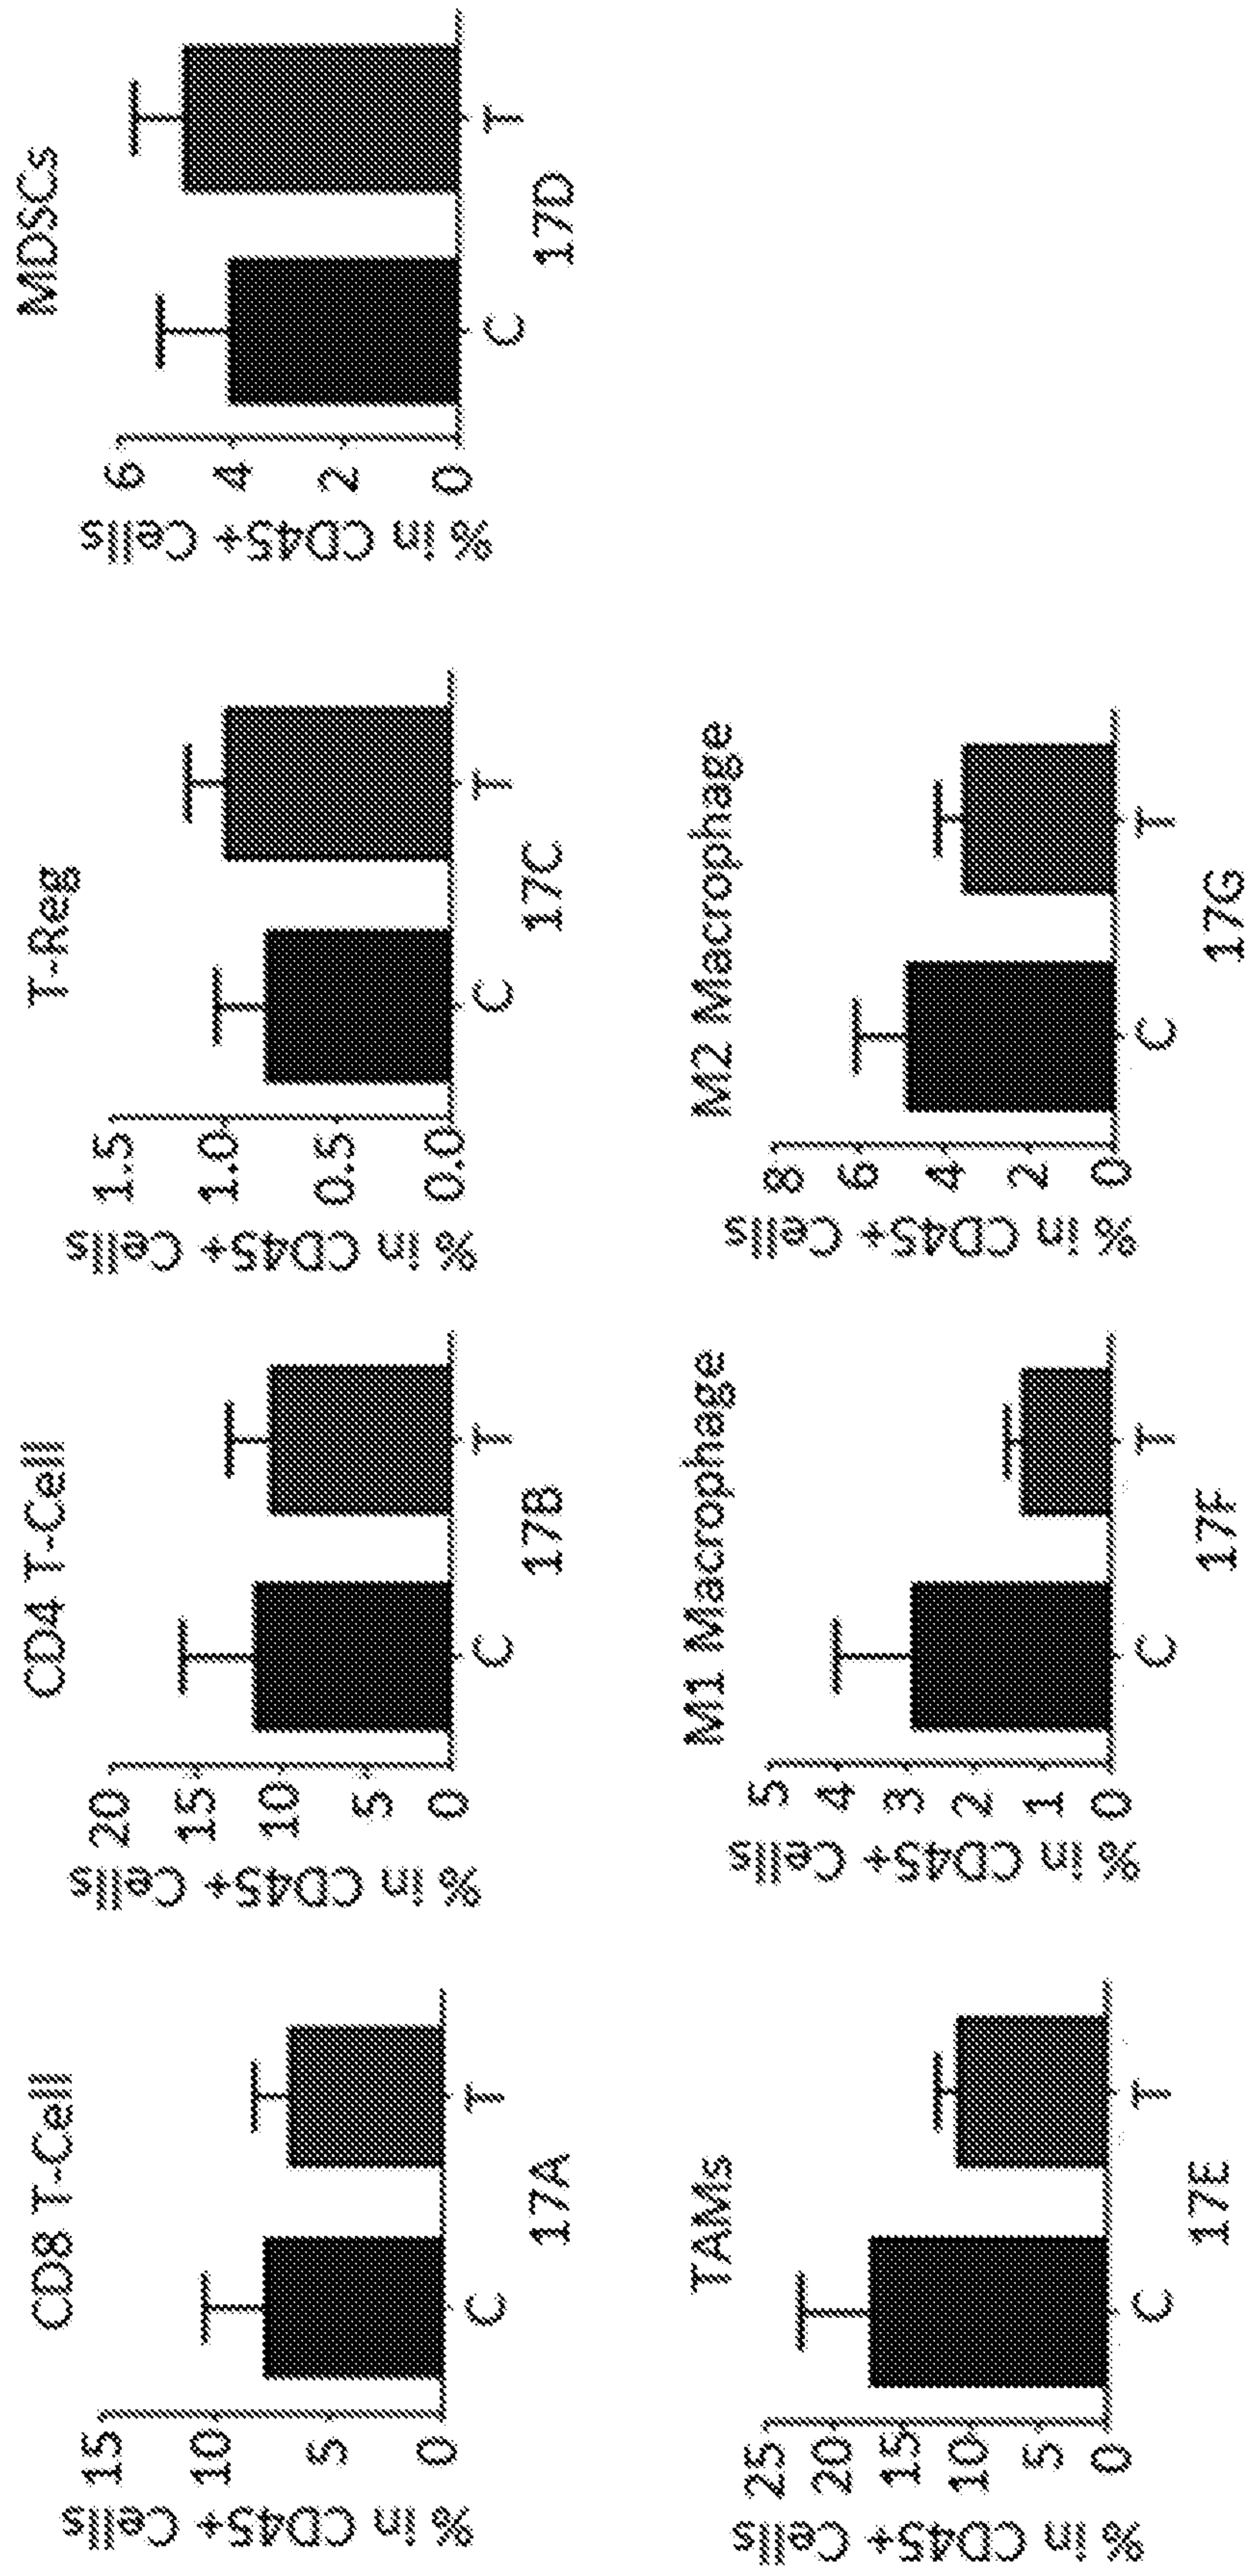 CD8 T-Cell
% in CD45+ Cells
15
10
5
0
C
T
17A
CD4 T-Cell
% in CD45+ Cells
20
15
10
5
0
C
T
17B
T-Reg
% in CD45+ Cells
1.5
1.0
0.5
0.0
C
T
17C
MDSCs
% in CD45+ Cells
6
4
2
0
C
T
17D
TAMs
% in CD45+ Cells
25
20
15
10
5
0
C
T
17E
M1 Macrophage
% in CD45+ Cells
5
4
3
2
1
0
C
T
17F
M2 Macrophage
% in CD45+ Cells
8
6
4
2
0
C
T
17G